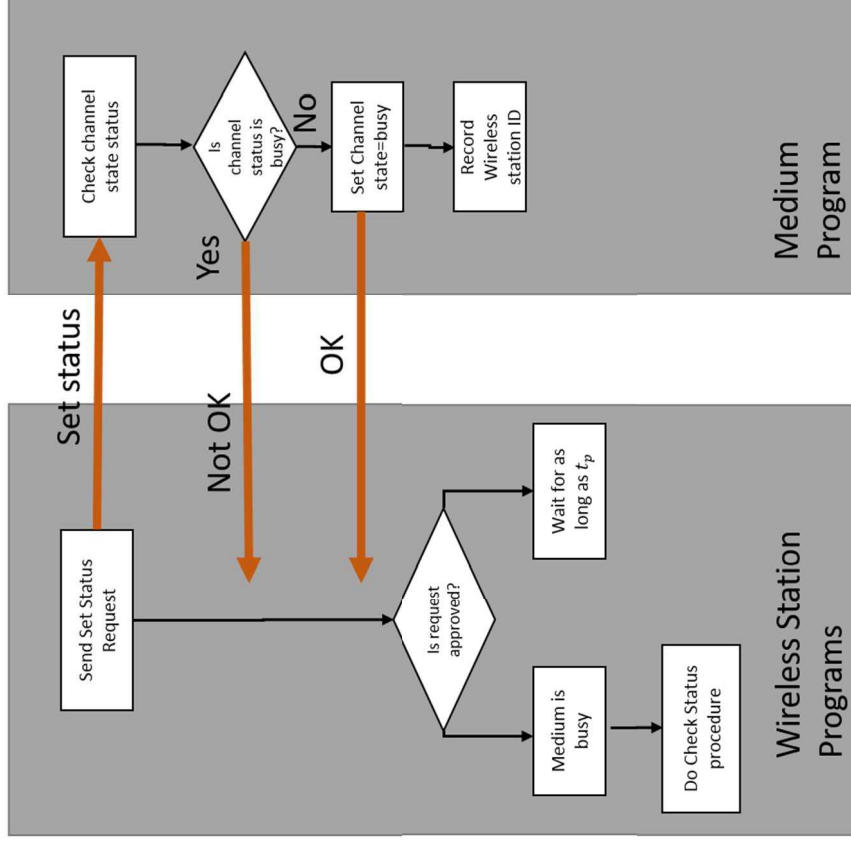 Send Set Status
Request
Set status
Check channel
state status
Not OK
Yes
Is
channel
status is
busy?
No
OK
Set Channel
state=busy
Is request
approved?
Record
Wireless
station ID
Medium is
busy
Wait for as
long as t_p
Do Check Status
procedure
Wireless Station
Programs
Medium
Program